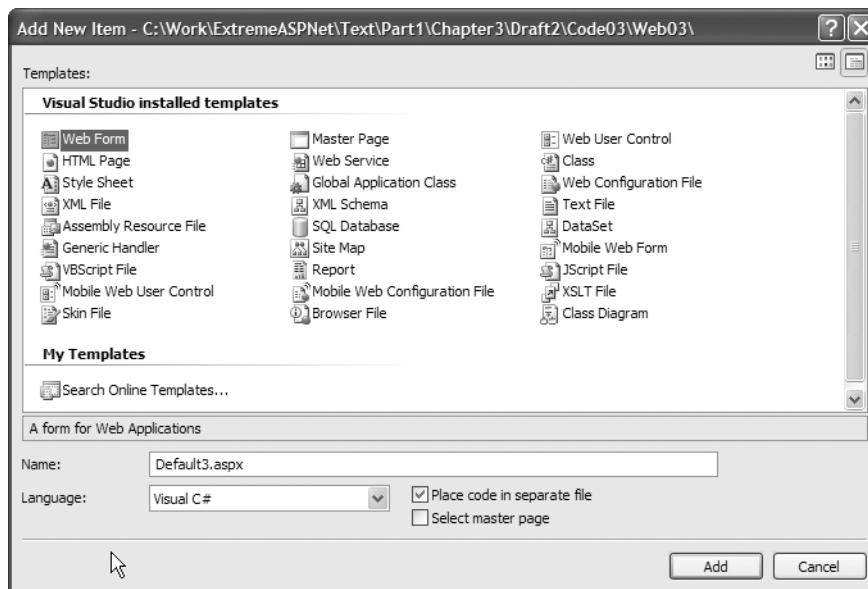 Add New Item - C:\Work\ExtremeASPNet\Text\Part1\Chapter3\Draft2\Code03\Web03\
Templates:
Visual Studio installed templates
Web Form Master Page Web User Control
HTML Page Web Service Class
Style Sheet Global Application Class Web Configuration File
XML File XML Schema Text File
Assembly Resource File SQL Database DataSet
Generic Handler Site Map Mobile Web Form
VBScript File Report JScript File
Mobile Web User Control Mobile Web Configuration File XSLT File
Skin File Browser File Class Diagram
My Templates
Search Online Templates...
A form for Web Applications
Name: Default3.aspx
Language: Visual C# Place code in separate file
Select master page
Add Cancel